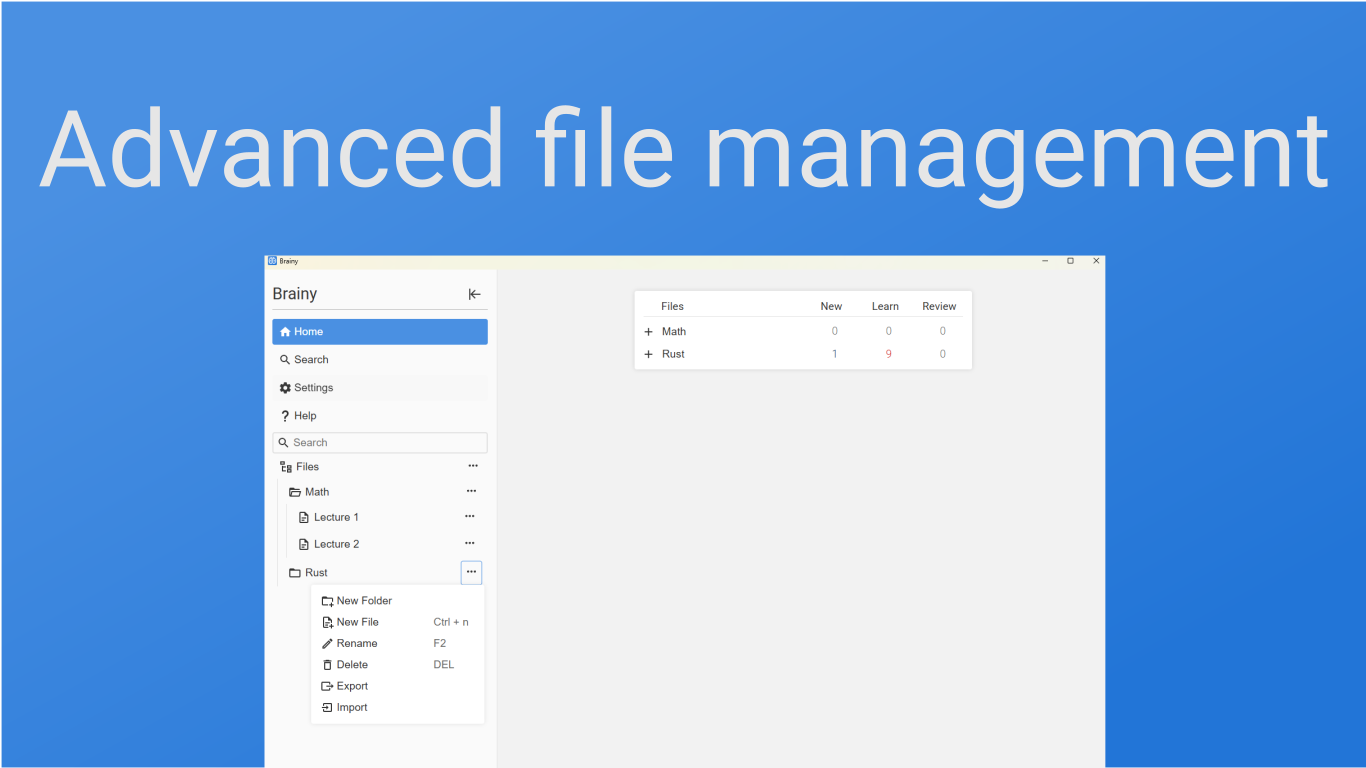 Advanced file management
Brainy
Brainy
Home
Search
Settings
Help
Search
Files
Math
Lecture 1
Lecture 2
Rust
New Folder
New File Ctrl + n
Rename F2
Delete DEL
Export
Import
Files New Learn Review
Math 0 0 0
Rust 1 9 0